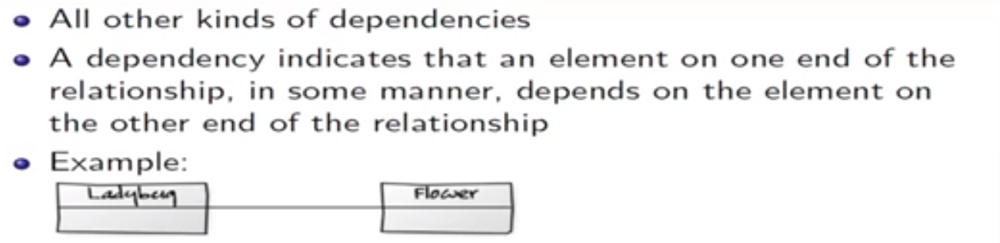 All other kinds of dependencies
A dependency indicates that an element on one end of the
relationship, in some manner, depends on the element on
the other end of the relationship
Example:
Ladybug Flower